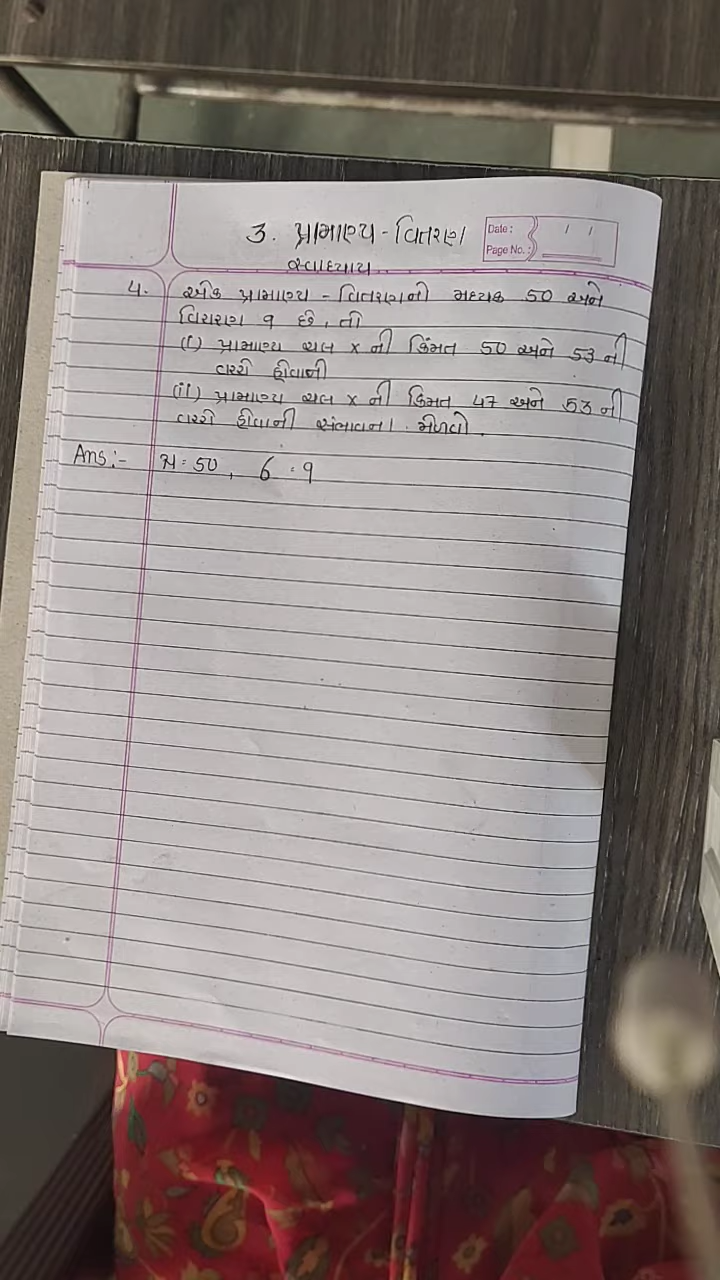 3. પ્રામાણ્ય - વિતરણ
Date : / /
Page No. :
સ્વાધ્યાય
4. એક પ્રામાણ્ય - વિતરણનો મધ્યક 50 અને
વિચરણ 9 છે, તો
(i) પ્રામાણ્ય ચલ x ની કિંમત 50 અને 53 ની
વચ્ચે હોવાની
(ii) પ્રામાણ્ય ચલ x ની કિંમત 47 અને 53 ની
વચ્ચે હોવાની સંભાવના મેળવો.
Ans :- μ = 50, 6 = 9